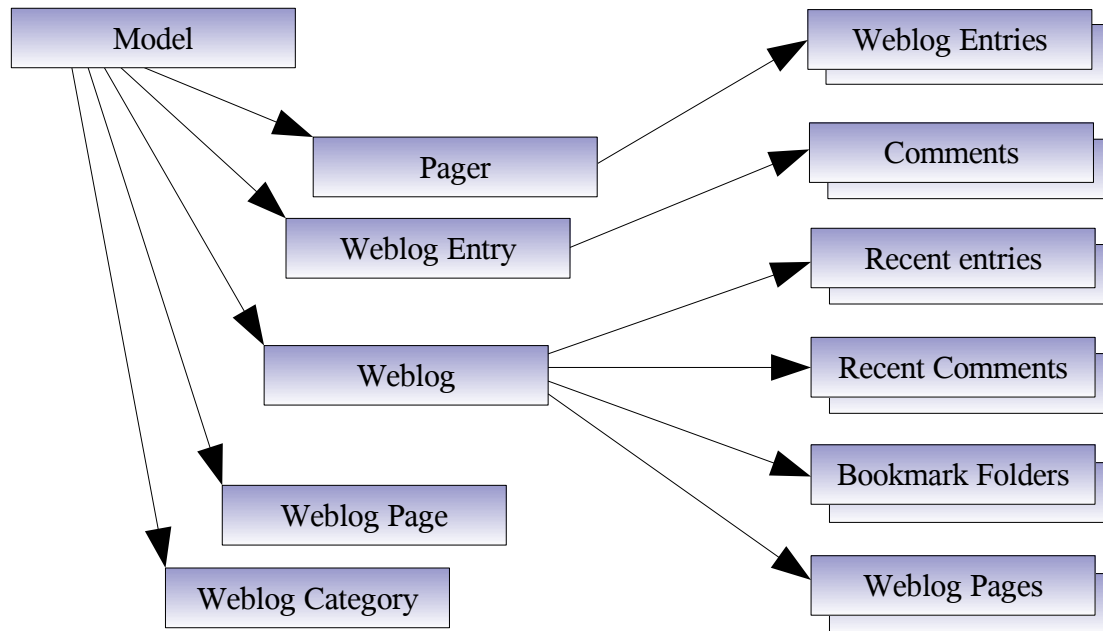 Model
Weblog Entries
Pager
Comments
Weblog Entry
Recent entries
Weblog
Recent Comments
Bookmark Folders
Weblog Page
Weblog Category
Weblog Pages